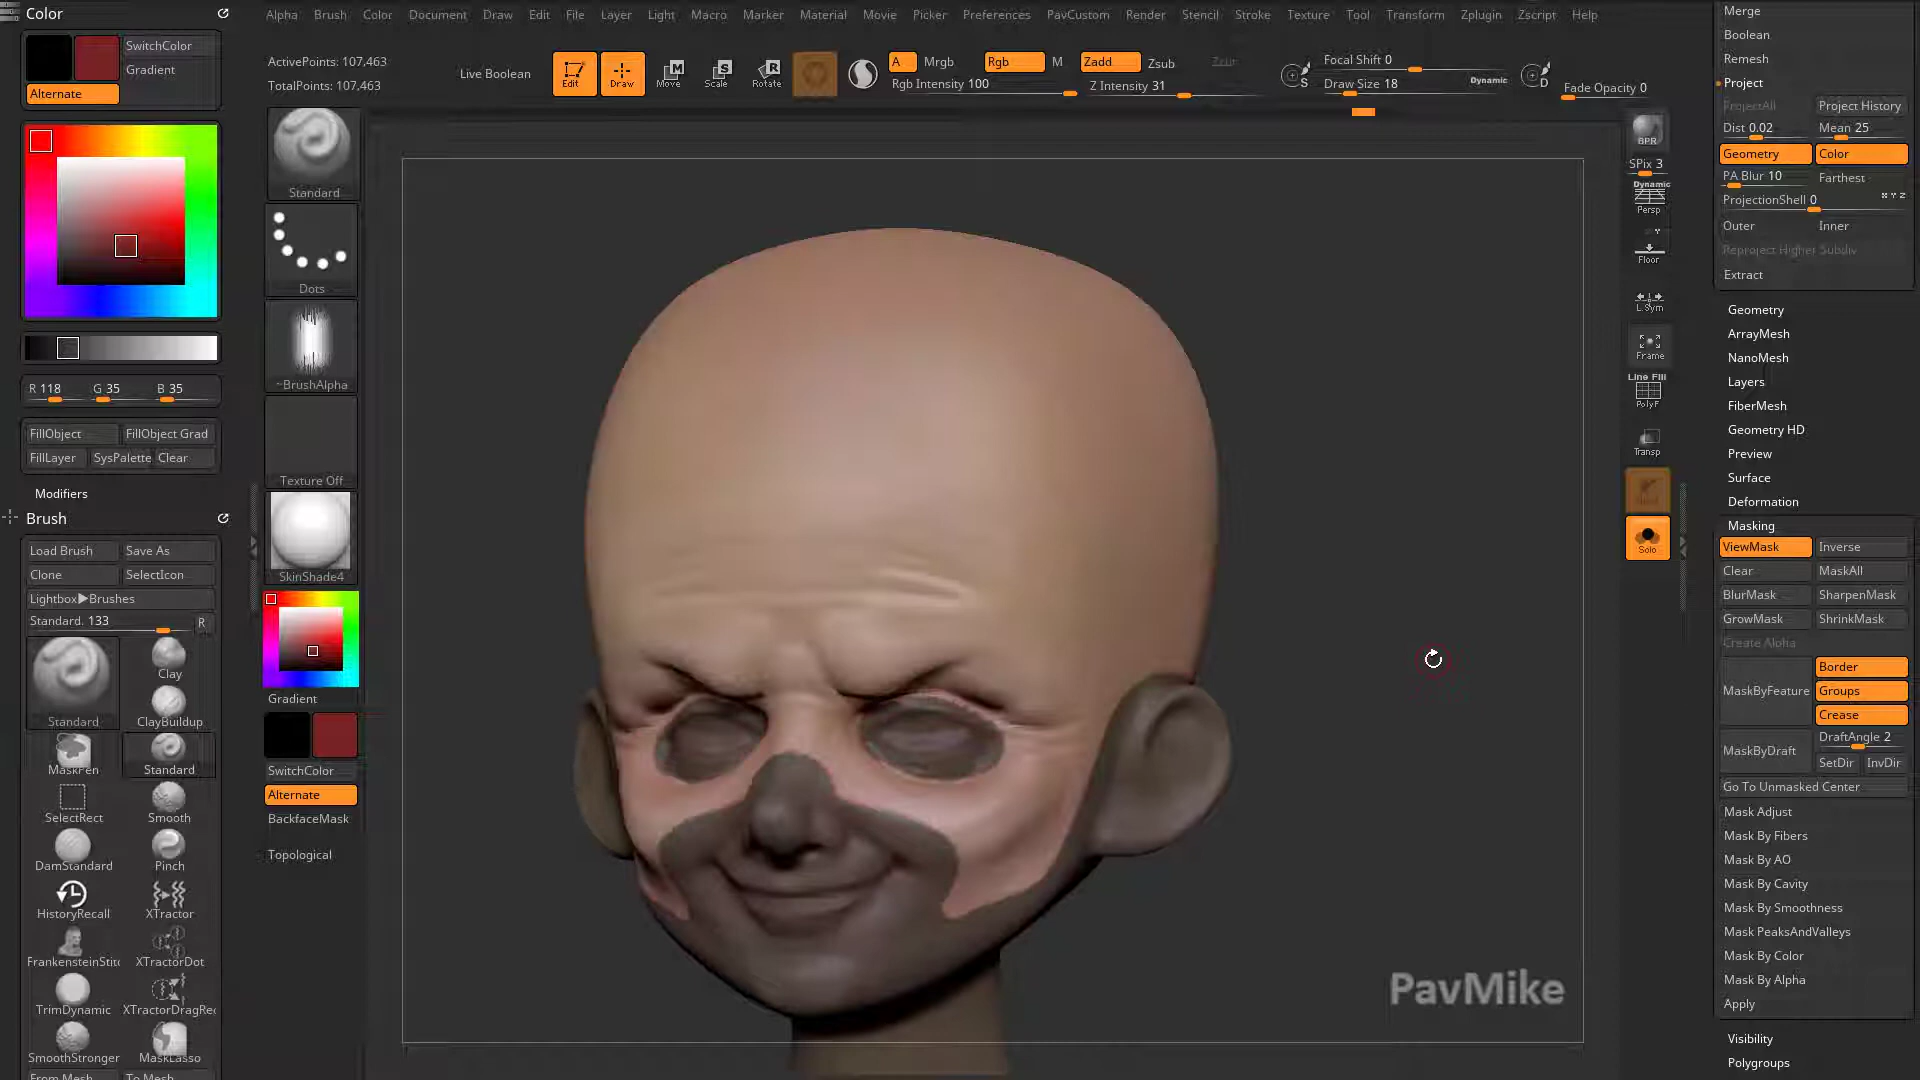 Color
SwitchColor
Gradient
Alternate
R 118 G 35 B 35
FillObject FillObject Grad
FillLayer SysPalette Clear
Modifiers
Brush
Load Brush Save As
Clone SelectIcon
Lightbox▶Brushes
Standard. 133 R
Standard
Clay
ClayBuildup
MaskPen Standard
SelectRect Smooth
DamStandard Pinch
HistoryRecall XTractor
FrankensteinStitc XTractorDot
TrimDynamic XTractorDragRec
SmoothStronger MaskLasso
From Mesh To Mesh
Alpha Brush Color Document Draw Edit File Layer Light Macro Marker Material Movie Picker Preferences PavCustom Render Stencil Stroke Texture Tool Transform Zplugin Zscript Help
ActivePoints: 107,463
TotalPoints: 107,463
Live Boolean
Edit Draw Move Scale Rotate
A Mrgb Rgb M Zadd Zsub Zcut
Rgb Intensity 100 Z Intensity 31
Focal Shift 0
Draw Size 18 Dynamic
S D
Fade Opacity 0
Standard
Dots
~BrushAlpha
Texture Off
SkinShade4
Gradient
SwitchColor
Alternate
BackfaceMask
Topological
PavMike
BPR
SPix 3
Dynamic
Persp
Floor
L.Sym
Frame
Line Fill
PolyF
Transp
Solo
Merge
Boolean
Remesh
Project
ProjectAll Project History
Dist 0.02 Mean 25
Geometry Color
PA Blur 10 Farthest
ProjectionShell 0 X Y Z
Outer Inner
Reproject Higher Subdiv
Extract
Geometry
ArrayMesh
NanoMesh
Layers
FiberMesh
Geometry HD
Preview
Surface
Deformation
Masking
ViewMask Inverse
Clear MaskAll
BlurMask SharpenMask
GrowMask ShrinkMask
Create Alpha
MaskByFeature
Border
Groups
Crease
MaskByDraft
DraftAngle 2
SetDir InvDir
Go To Unmasked Center
Mask Adjust
Mask By Fibers
Mask By AO
Mask By Cavity
Mask By Smoothness
Mask PeaksAndValleys
Mask By Color
Mask By Alpha
Apply
Visibility
Polygroups